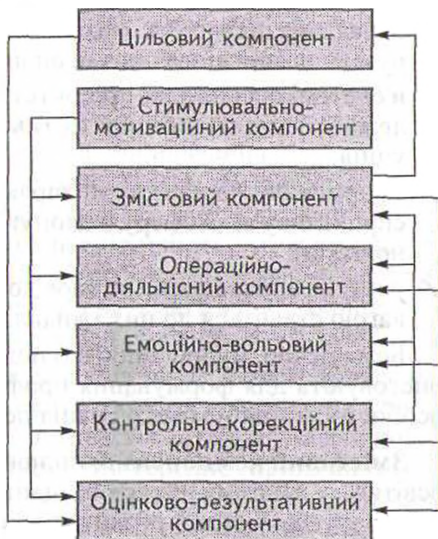 Цільовий компонент
Стимулювально-
мотиваційний компонент
Змістовий компонент
Операційно-
діяльнісний компонент
Емоційно-вольовий
компонент
Контрольно-корекційний
компонент
Оцінково-результативний
компонент